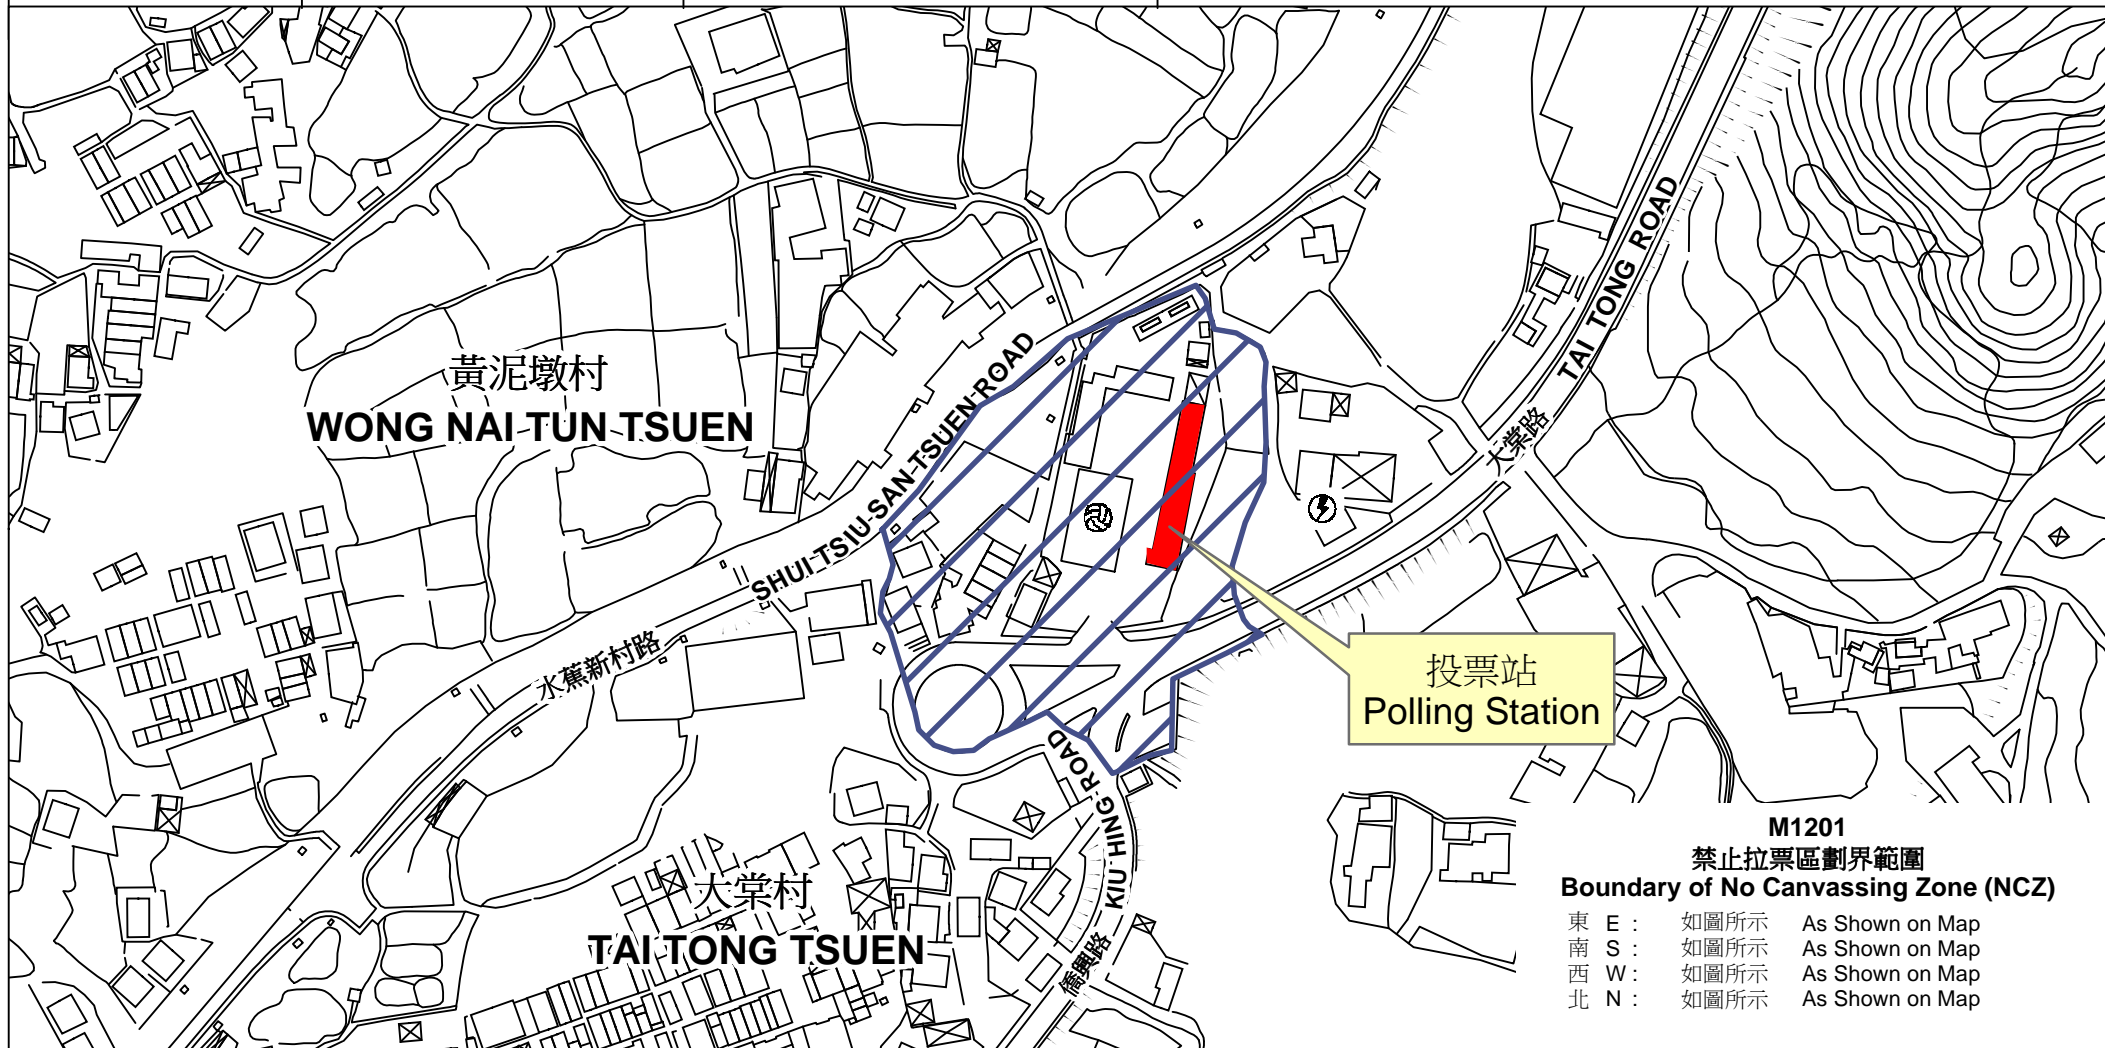 TAI TONG ROAD
大棠路
黃泥墩村
WONG NAI TUN TSUEN
SHUI TSIU SAN TSUEN ROAD
水蕉新村路
投票站
Polling Station
KIU HING ROAD
僑興路
大棠村
TAI TONG TSUEN
M1201
禁止拉票區劃界範圍
Boundary of No Canvassing Zone (NCZ)
東 E : 如圖所示 As Shown on Map
南 S : 如圖所示 As Shown on Map
西 W : 如圖所示 As Shown on Map
北 N : 如圖所示 As Shown on Map